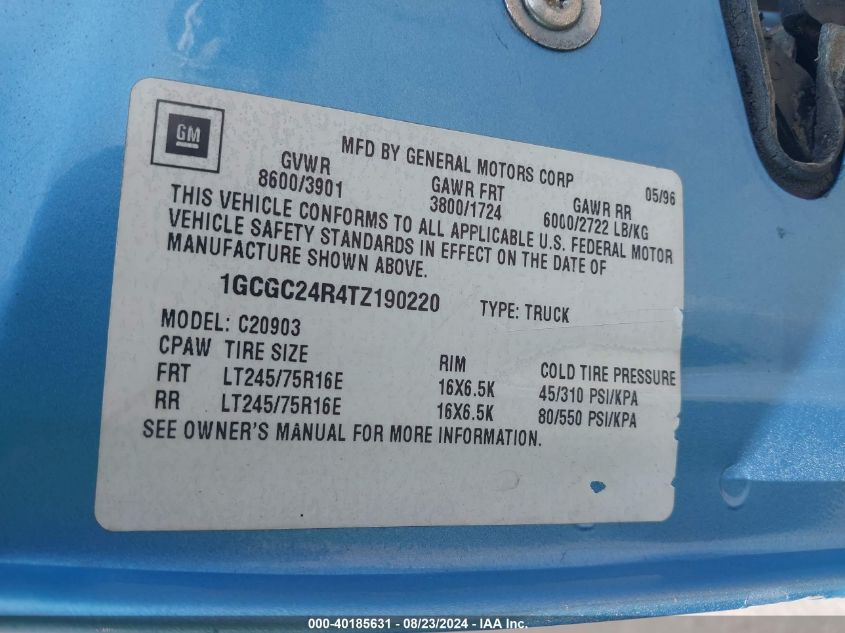 GM
MFD BY GENERAL MOTORS CORP 05/96
GVWR GAWR FRT GAWR RR
8600/3901 3800/1724 6000/2722 LB/KG
THIS VEHICLE CONFORMS TO ALL APPLICABLE U.S. FEDERAL MOTOR
VEHICLE SAFETY STANDARDS IN EFFECT ON THE DATE OF
MANUFACTURE SHOWN ABOVE.
1GCGC24R4TZ190220 TYPE: TRUCK
MODEL: C20903
CPAW TIRE SIZE RIM COLD TIRE PRESSURE
FRT LT245/75R16E 16X6.5K 45/310 PSI/KPA
RR LT245/75R16E 16X6.5K 80/550 PSI/KPA
SEE OWNER'S MANUAL FOR MORE INFORMATION.
000-40185631 - 08/23/2024 - WWW.IAAI.COM